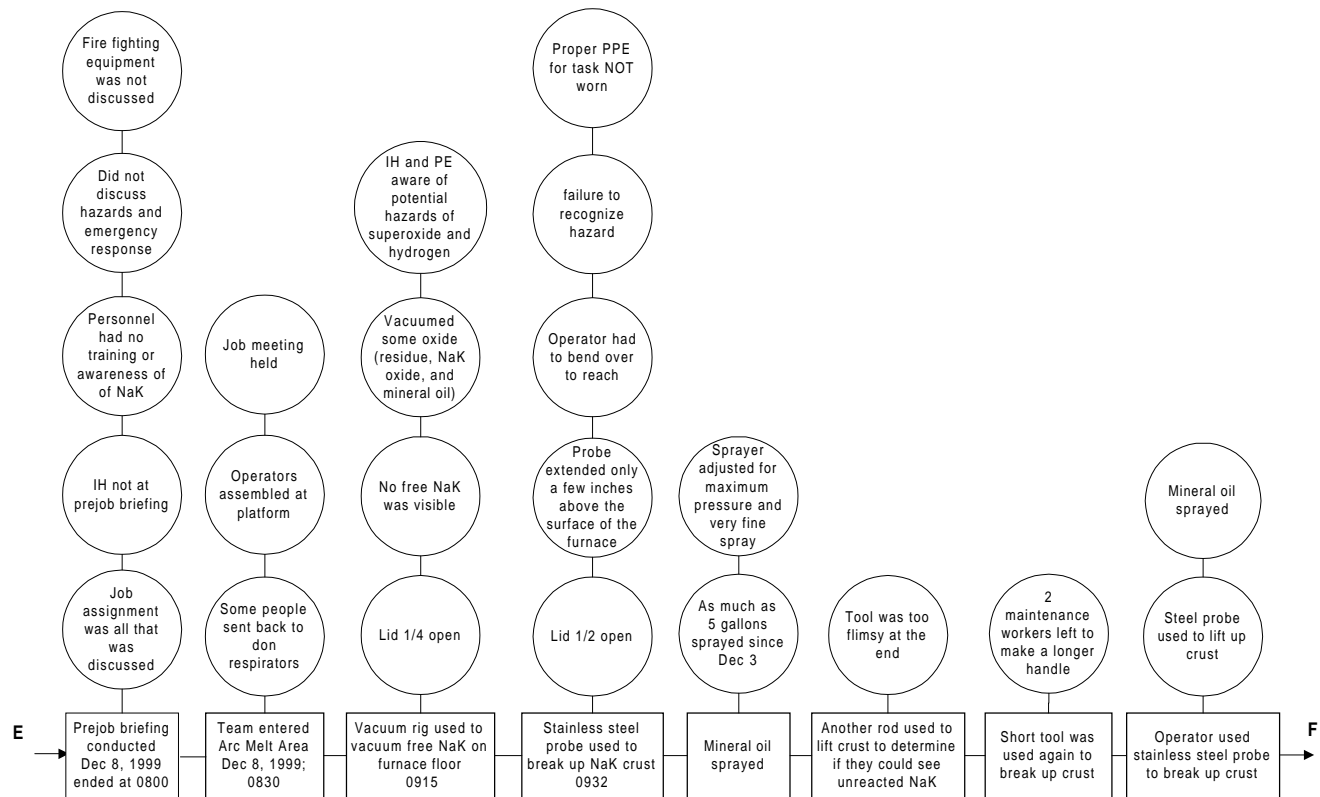 Fire fighting
equipment
was not
discussed
Did not
discuss
hazards and
emergency
response
Personnel
had no
training or
awareness of
of NaK
IH not at
prejob briefing
Job
assignment
was all that
was
discussed
E
Prejob briefing
conducted
Dec 8, 1999
ended at 0800
Job meeting
held
Operators
assembled at
platform
Some people
sent back to
don
respirators
Team entered
Arc Melt Area
Dec 8, 1999;
0830
IH and PE
aware of
potential
hazards of
superoxide and
hydrogen
Vacuumed
some oxide
(residue, NaK
oxide, and
mineral oil)
No free NaK
was visible
Lid 1/4 open
Vacuum rig used to
vacuum free NaK on
furnace floor
0915
Proper PPE
for task NOT
worn
failure to
recognize
hazard
Operator had
to bend over
to reach
Probe
extended only
a few inches
above the
surface of the
furnace
Lid 1/2 open
Stainless steel
probe used to
break up NaK crust
0932
Sprayer
adjusted for
maximum
pressure and
very fine
spray
As much as
5 gallons
sprayed since
Dec 3
Mineral oil
sprayed
Tool was too
flimsy at the
end
Another rod used to
lift crust to determine
if they could see
unreacted NaK
2
maintenance
workers left to
make a longer
handle
Short tool was
used again to
break up crust
Mineral oil
sprayed
Steel probe
used to lift up
crust
Operator used
stainless steel probe
to break up crust
F